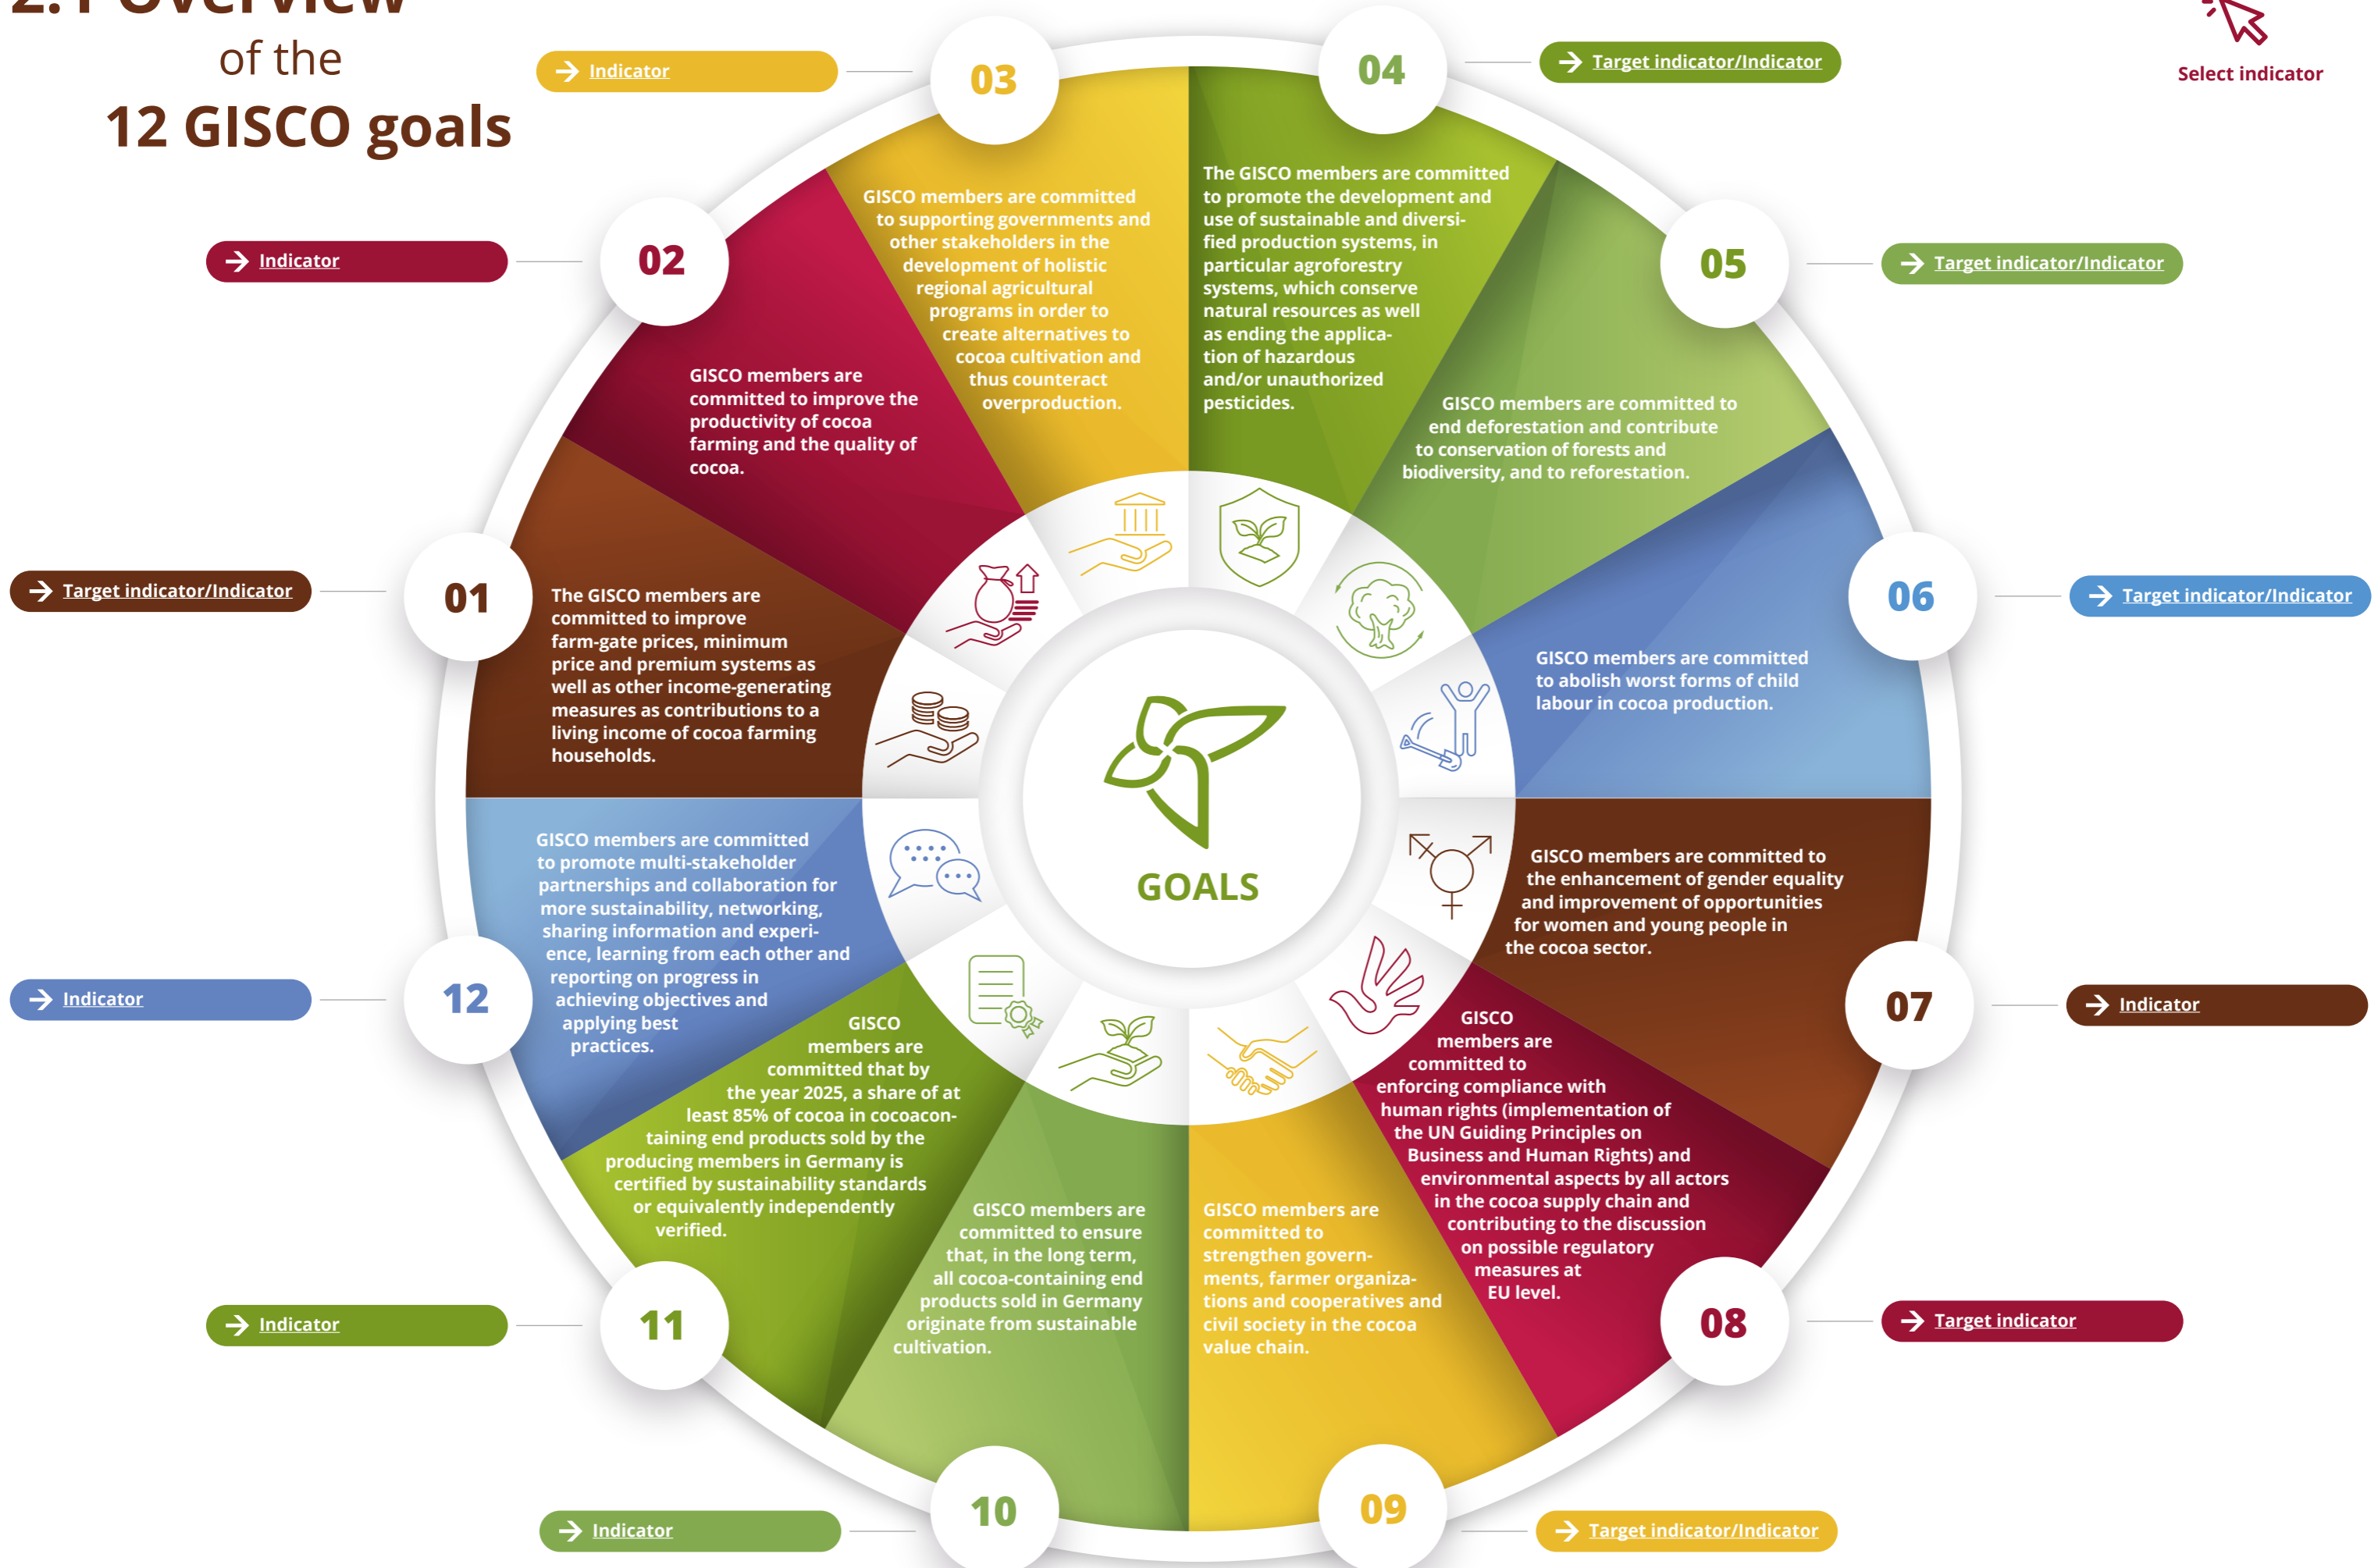 2.1 Overview
of the
12 GISCO goals
Select indicator
01
Target indicator/Indicator
The GISCO members are
committed to improve
farm-gate prices, minimum
price and premium systems as
well as other income-generating
measures as contributions to a
living income of cocoa farming
households.
02
Indicator
GISCO members are
committed to improve the
productivity of cocoa
farming and the quality of
cocoa.
03
Indicator
GISCO members are committed
to supporting governments and
other stakeholders in the
development of holistic
regional agricultural
programs in order to
create alternatives to
cocoa cultivation and
thus counteract
overproduction.
04
Target indicator/Indicator
The GISCO members are committed
to promote the development and
use of sustainable and diversi-
fied production systems, in
particular agroforestry
systems, which conserve
natural resources as well
as ending the applica-
tion of hazardous
and/or unauthorized
pesticides.
05
Target indicator/Indicator
GISCO members are committed to
end deforestation and contribute
to conservation of forests and
biodiversity, and to reforestation.
06
Target indicator/Indicator
GISCO members are committed
to abolish worst forms of child
labour in cocoa production.
07
Indicator
GISCO members are committed to
the enhancement of gender equality
and improvement of opportunities
for women and young people in
the cocoa sector.
08
Target indicator
GISCO
members are
committed to
enforcing compliance with
human rights (implementation of
the UN Guiding Principles on
Business and Human Rights) and
environmental aspects by all actors
in the cocoa supply chain and
contributing to the discussion
on possible regulatory
measures at
EU level.
09
Target indicator/Indicator
GISCO members are
committed to
strengthen govern-
ments, farmer organiza-
tions and cooperatives and
civil society in the cocoa
value chain.
10
Indicator
GISCO members are
committed to ensure
that, in the long term,
all cocoa-containing end
products sold in Germany
originate from sustainable
cultivation.
11
Indicator
GISCO
members are
committed that by
the year 2025, a share of at
least 85% of cocoa in cocoacon-
taining end products sold by the
producing members in Germany is
certified by sustainability standards
or equivalently independently
verified.
12
Indicator
GISCO members are committed
to promote multi-stakeholder
partnerships and collaboration for
more sustainability, networking,
sharing information and experi-
ence, learning from each other and
reporting on progress in
achieving objectives and
applying best
practices.
GOALS